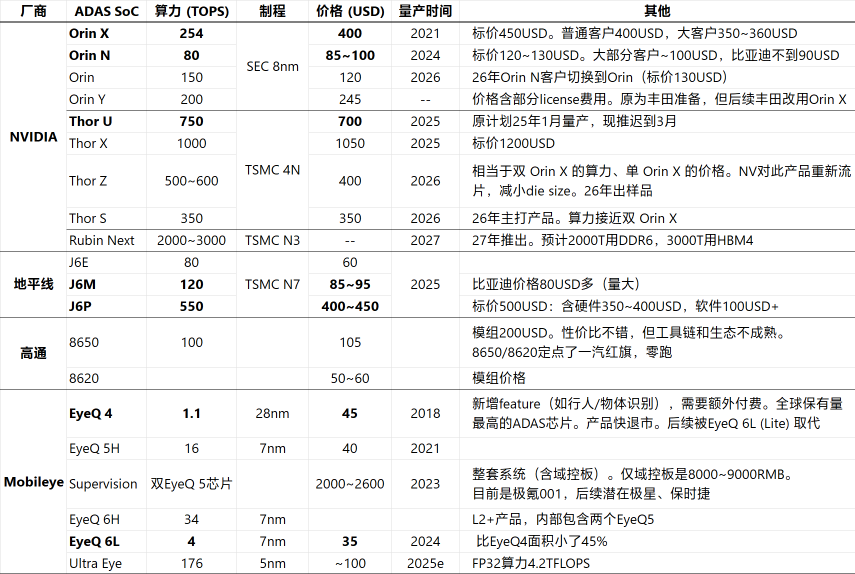 厂商 ADAS SoC 算力 (TOPS) 制程 价格 (USD) 量产时间 其他
NVIDIA
Orin X 254 SEC 8nm 400 2021 标价450USD。普通客户400USD，大客户350~360USD
Orin N 80 85~100 2024 标价120~130USD。大部分客户~100USD，比亚迪不到90USD
Orin 150 120 2026 26年Orin N客户切换到Orin（标价130USD）
Orin Y 200 245 -- 价格含部分license费用。原为丰田准备，但后续丰田改用Orin X
Thor U 750 TSMC 4N 700 2025 原计划25年1月量产，现推迟到3月
Thor X 1000 1050 2025 标价1200USD
Thor Z 500~600 400 2026 相当于双 Orin X 的算力、单 Orin X 的价格。NV对此产品重新流
片，减小die size。26年出样品
Thor S 350 350 2026 26年主打产品。算力接近双 Orin X
Rubin Next 2000~3000 TSMC N3 -- 2027 27年推出。预计2000T用DDR6，3000T用HBM4
地平线
J6E 80 TSMC N7 60 2025
J6M 120 85~95 比亚迪价格80USD多（量大）
J6P 550 400~450 标价500USD：含硬件350~400USD，软件100USD+
高通
8650 100 105 模组200USD。性价比不错，但工具链和生态不成熟。
8650/8620定点了一汽红旗，零跑
8620 50~60 模组价格
Mobileye
EyeQ 4 1.1 28nm 45 2018 新增feature（如行人/物体识别），需要额外付费。全球保有量
最高的ADAS芯片。产品快退市。后续被EyeQ 6L (Lite) 取代
EyeQ 5H 16 7nm 40 2021
Supervision 双EyeQ 5芯片 2000~2600 2023 整套系统（含域控板）。仅域控板是8000~9000RMB。
目前是极氪001，后续潜在极星、保时捷
EyeQ 6H 34 7nm L2+产品，内部包含两个EyeQ5
EyeQ 6L 4 7nm 35 2024 比EyeQ4面积小了45%
Ultra Eye 176 5nm ~100 2025e FP32算力4.2TFLOPS